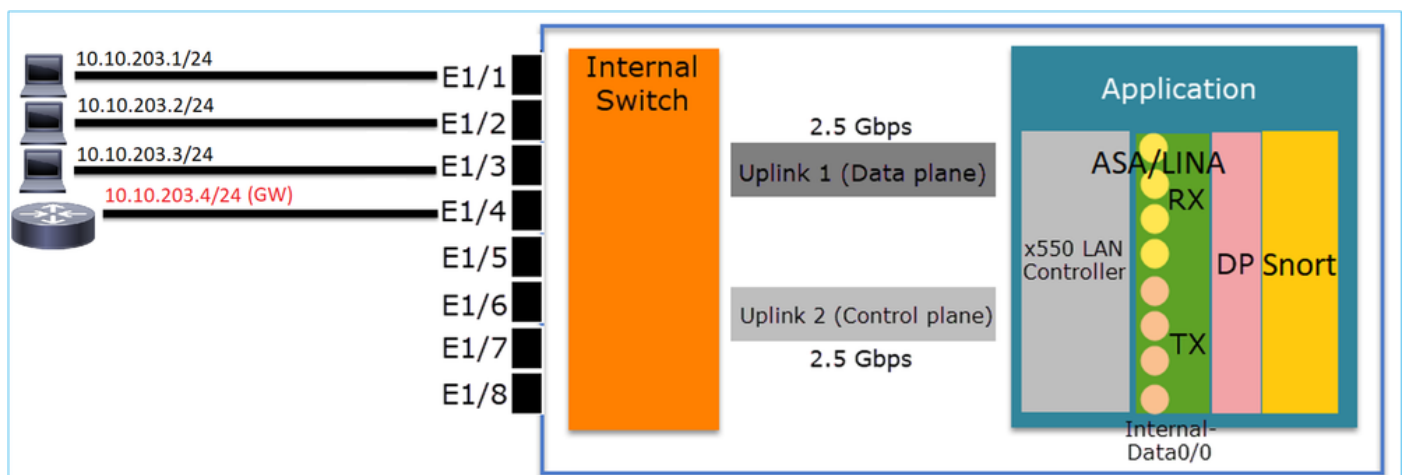 10.10.203.1/24
E1/1
10.10.203.2/24
E1/2
10.10.203.3/24
E1/3
10.10.203.4/24 (GW)
E1/4
E1/5
E1/6
E1/7
E1/8
Internal
Switch
2.5 Gbps
Uplink 1 (Data plane)
Uplink 2 (Control plane)
2.5 Gbps
Application
ASA/LINA
RX
x550 LAN
Controller
TX
DP
Snort
Internal-
Data0/0